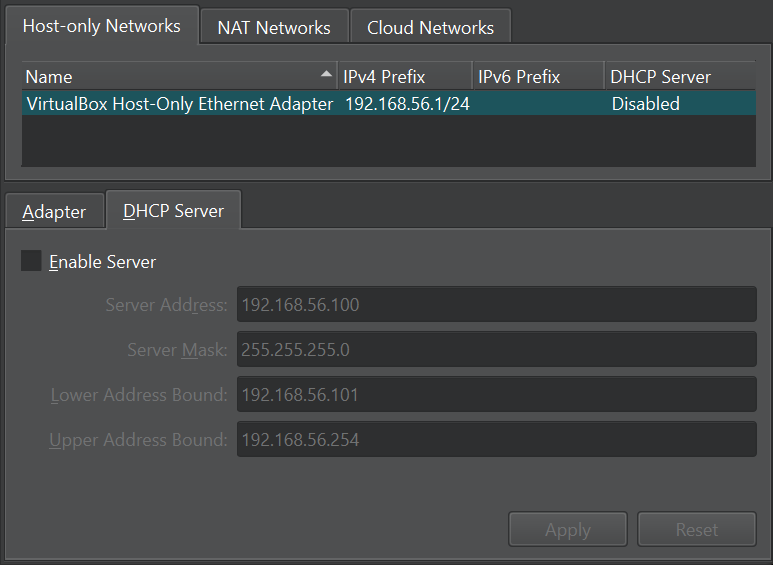 Host-only Networks NAT Networks Cloud Networks
Name IPv4 Prefix IPv6 Prefix DHCP Server
VirtualBox Host-Only Ethernet Adapter 192.168.56.1/24 Disabled
Adapter DHCP Server
Enable Server
Server Address: 192.168.56.100
Server Mask: 255.255.255.0
Lower Address Bound: 192.168.56.101
Upper Address Bound: 192.168.56.254
Apply Reset